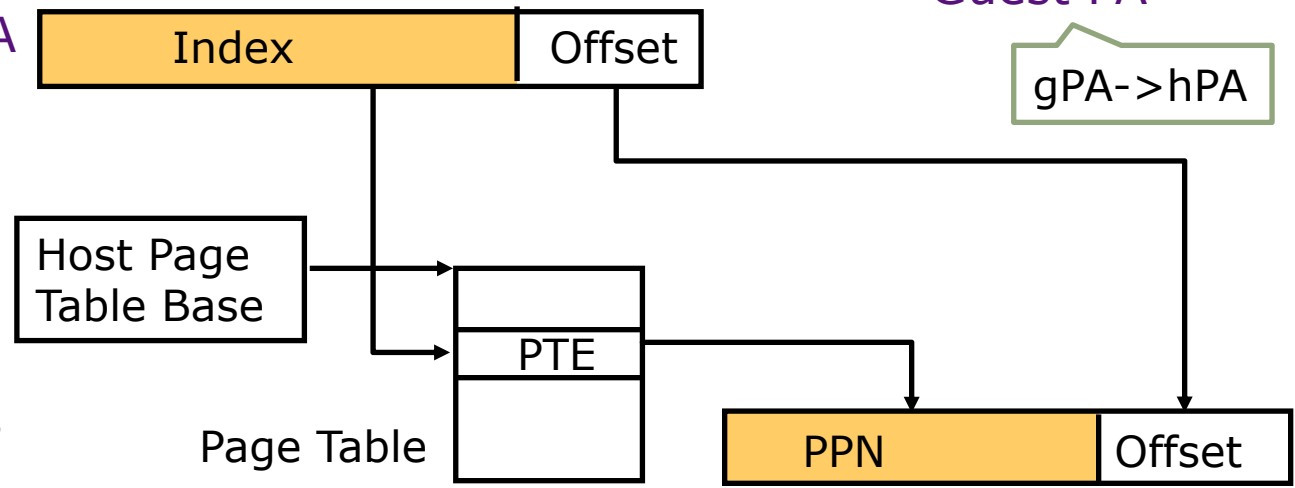 A
Index
Offset
gPA->hPA
Host Page
Table Base
PTE
Page Table
PPN
Offset